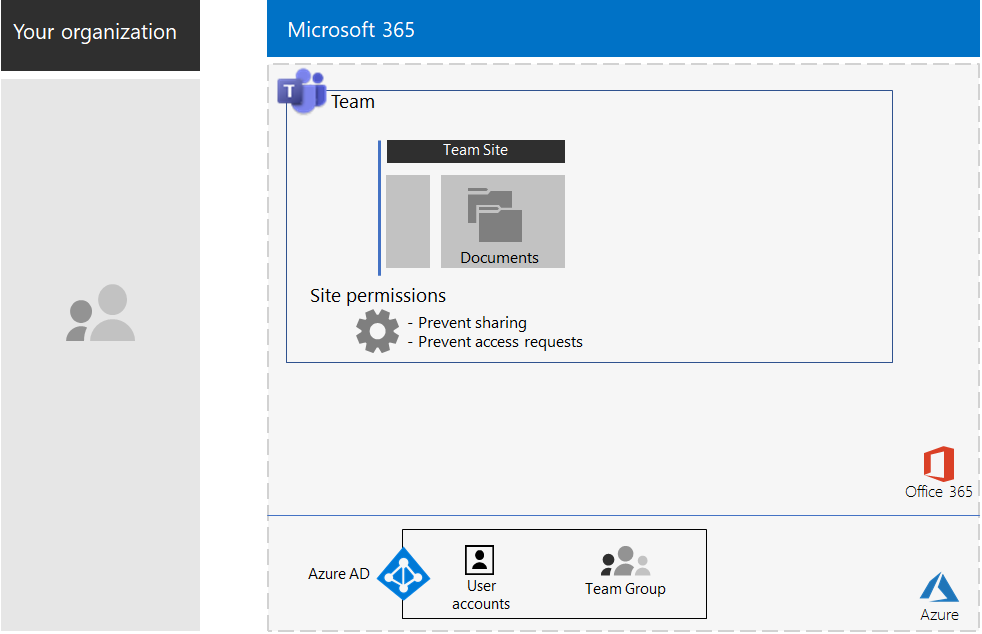 Your organization
Microsoft 365
T
Team
Team Site
Documents
Site permissions
- Prevent sharing
- Prevent access requests
Office 365
Azure AD
User
accounts
Team Group
Azure